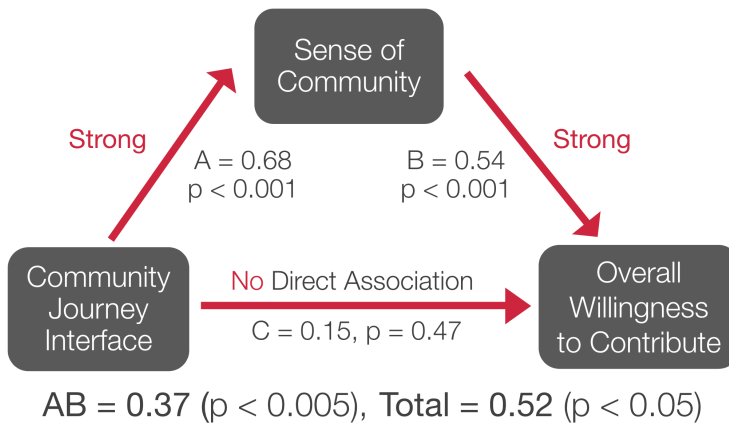 Sense of
Community
Strong
Strong
A = 0.68
p < 0.001
B = 0.54
p < 0.001
Community
Journey
Interface
No Direct Association
C = 0.15, p = 0.47
Overall
Willingness
to Contribute
AB = 0.37 (p < 0.005), Total = 0.52 (p < 0.05)